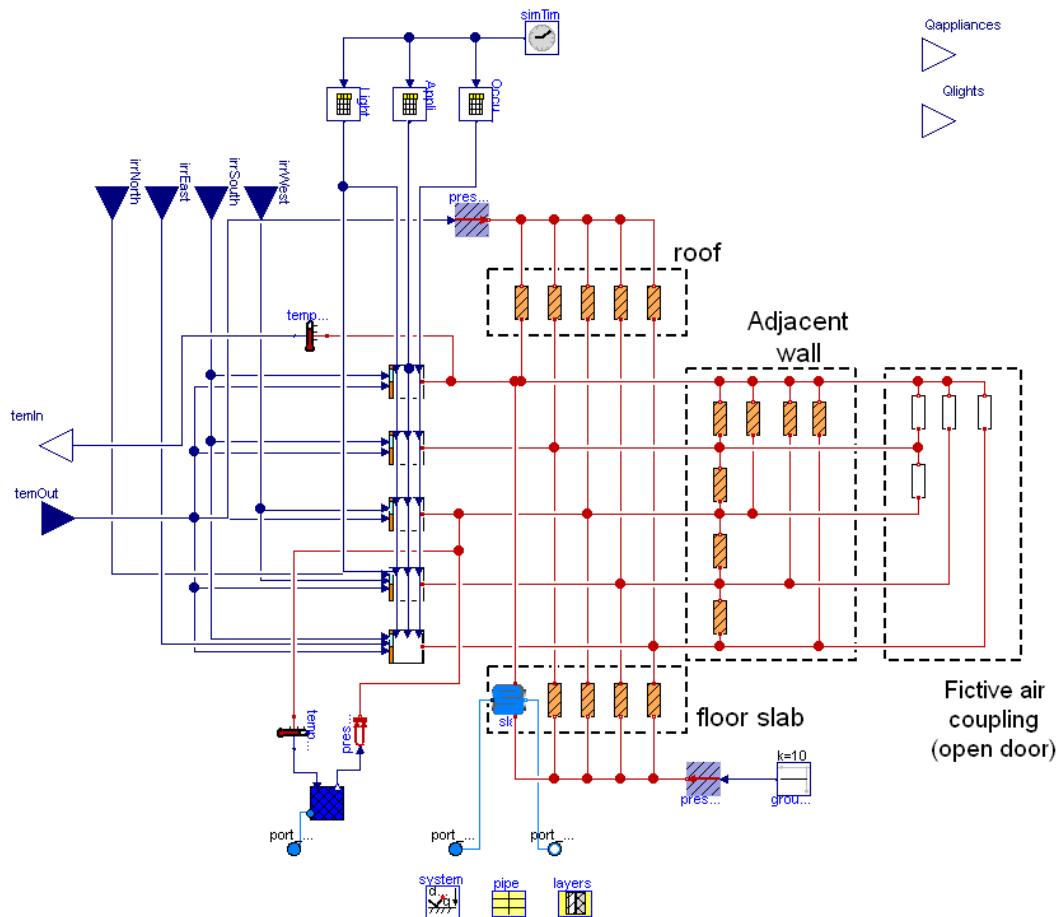 simTim
Qappliances
Qlights
Light
Appli
Occu
irrNorth
irrEast
irrSouth
irrWest
pres...
roof
temp...
Adjacent
wall
temIn
temOut
Fictive air
coupling
(open door)
floor slab
temp...
pres...
k=10
pres...
grou...
port_...
port_...
port_...
system
pipe
layers